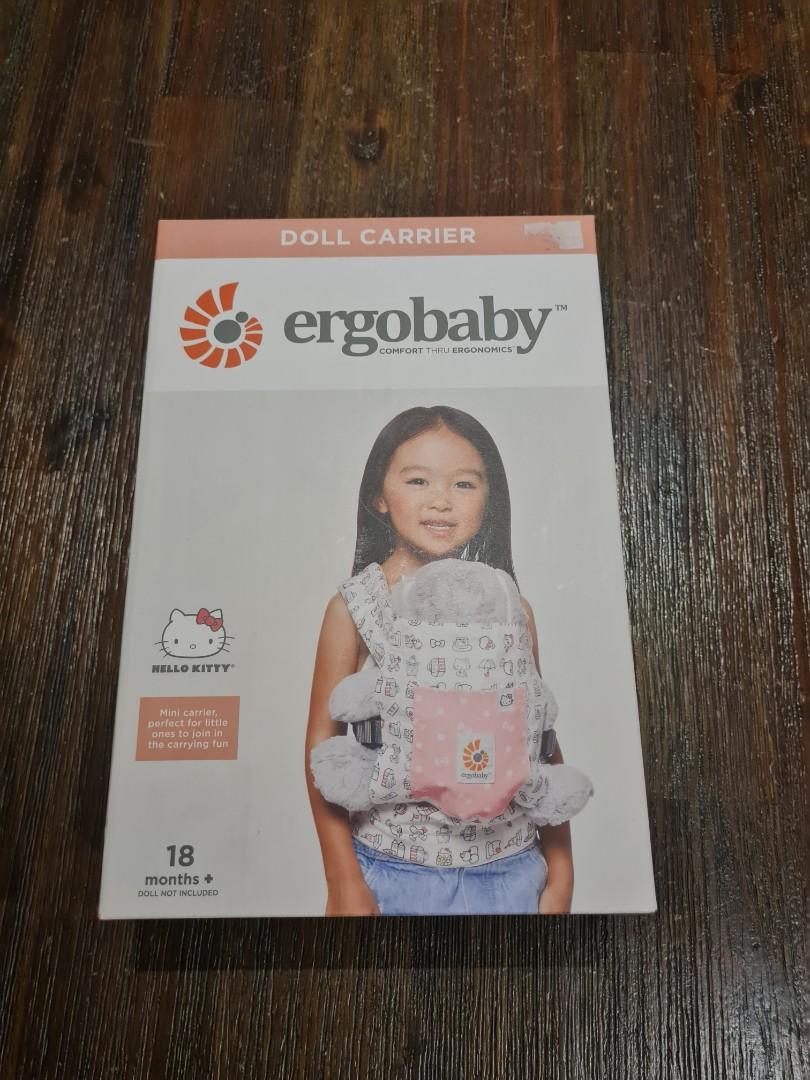 DOLL CARRIER
ergobaby™
COMFORT THRU ERGONOMICS™
HELLO KITTY®
Mini carrier,
perfect for little
ones to join in
the carrying fun
ergobaby
18
months +
DOLL NOT INCLUDED